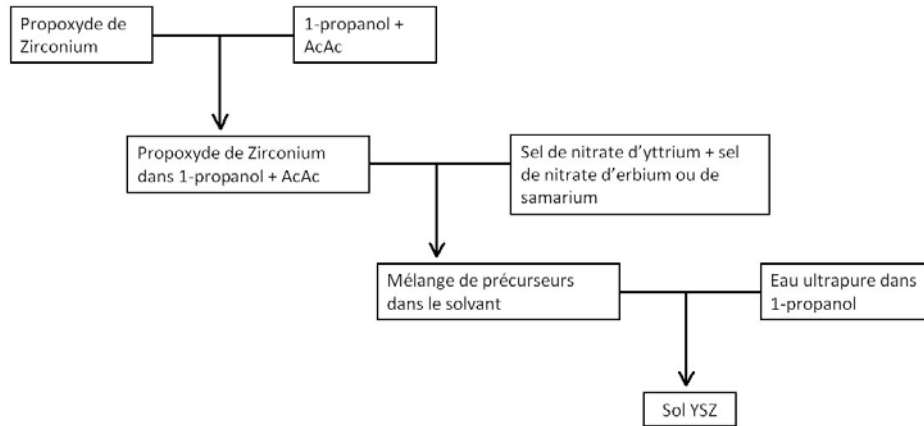 Propoxyde de
Zirconium
1-propanol +
AcAc
Propoxyde de Zirconium
dans 1-propanol + AcAc
Sel de nitrate d'yttrium + sel
de nitrate d'erbium ou de
samarium
Mélange de précurseurs
dans le solvant
Eau ultrapure dans
1-propanol
Sol YSZ